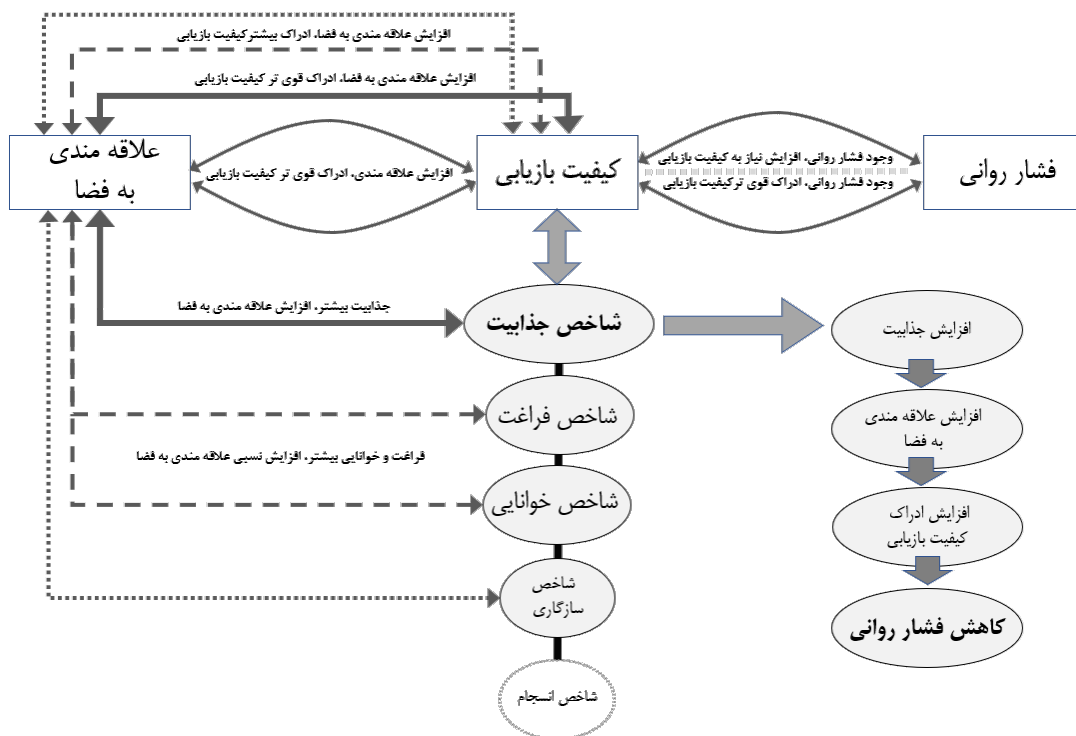 افزایش علاقه مندی به فضا، ادراک بیشترکیفیت بازیابی
افزایش علاقه مندی به فضا، ادراک قوی تر کیفیت بازیابی
فشار روانی
وجود فشار روانی، افزایش نیاز به کیفیت بازیابی
وجود فشار روانی، ادراک قوی ترکیفیت بازیابی
کیفیت بازیابی
افزایش علاقه مندی، ادراک قوی تر کیفیت بازیابی
علاقه مندی
به فضا
جذابیت بیشتر، افزایش علاقه مندی به فضا
شاخص جذابیت
شاخص فراغت
فراغت و خوانایی بیشتر، افزایش نسبی علاقه مندی به فضا
شاخص خوانایی
شاخص
سازگاری
شاخص انسجام
افزایش جذابیت
افزایش علاقه مندی
به فضا
افزایش ادراک
کیفیت بازیابی
کاهش فشار روانی